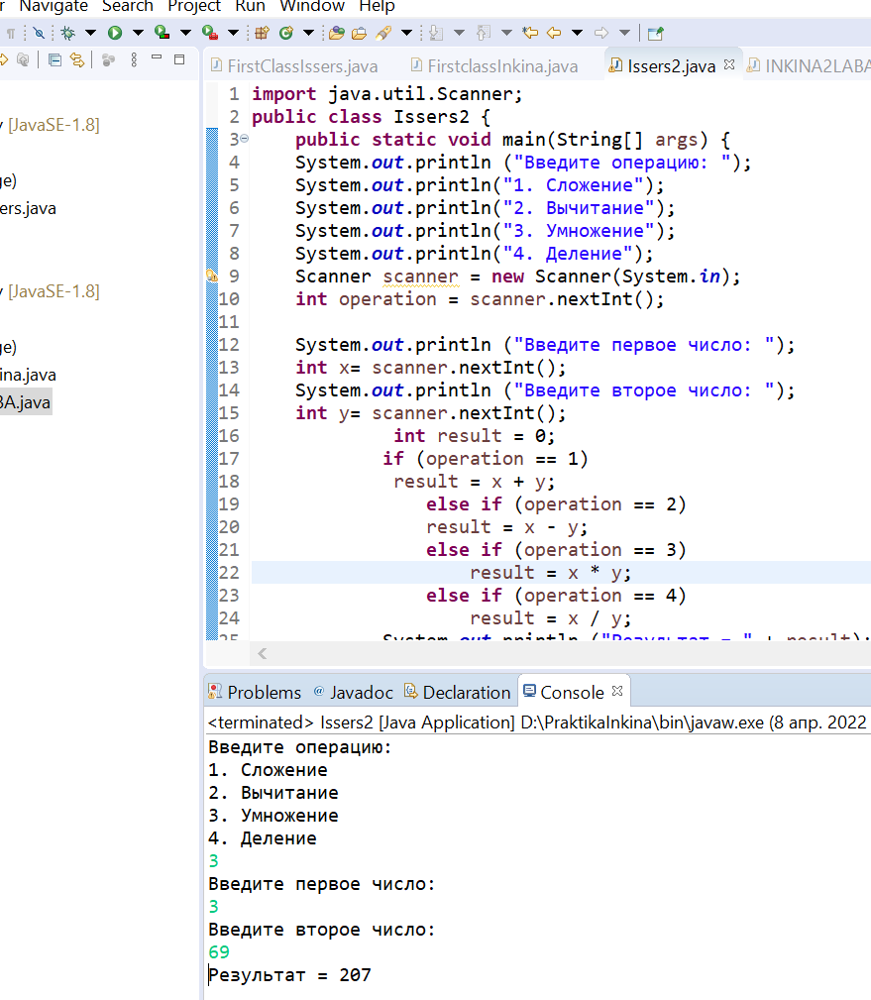 Navigate Search Project Run Window Help
FirstClassIssers.java FirstclassInkina.java Issers2.java INKINA2LABA
[JavaSE-1.8]
ers.java
[JavaSE-1.8]
ina.java
BA.java
1 import java.util.Scanner;
2 public class Issers2 {
3 public static void main(String[] args) {
4 System.out.println ("Введите операцию: ");
5 System.out.println("1. Сложение");
6 System.out.println("2. Вычитание");
7 System.out.println("3. Умножение");
8 System.out.println("4. Деление");
9 Scanner scanner = new Scanner(System.in);
10 int operation = scanner.nextInt();
11
12 System.out.println ("Введите первое число: ");
13 int x= scanner.nextInt();
14 System.out.println ("Введите второе число: ");
15 int y= scanner.nextInt();
16 int result = 0;
17 if (operation == 1)
18 result = x + y;
19 else if (operation == 2)
20 result = x - y;
21 else if (operation == 3)
22 result = x * y;
23 else if (operation == 4)
24 result = x / y;
25 System.out.println ("Результат = " + result);
Problems @ Javadoc Declaration Console
<terminated> Issers2 [Java Application] D:\PraktikaInkina\bin\javaw.exe (8 апр. 2022
Введите операцию:
1. Сложение
2. Вычитание
3. Умножение
4. Деление
3
Введите первое число:
3
Введите второе число:
69
Результат = 207